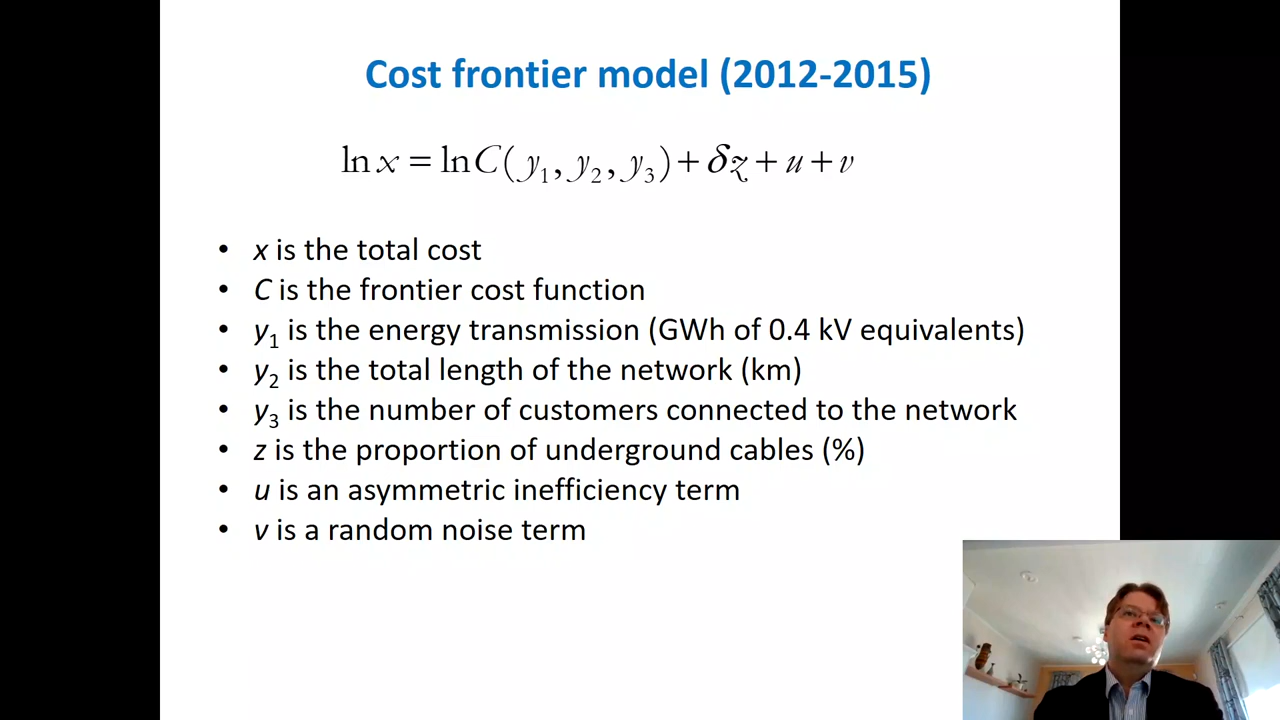 Cost frontier model (2012-2015)
ln x = ln C( y₁, y₂, y₃ ) + δz + u + v
• x is the total cost
• C is the frontier cost function
• y₁ is the energy transmission (GWh of 0.4 kV equivalents)
• y₂ is the total length of the network (km)
• y₃ is the number of customers connected to the network
• z is the proportion of underground cables (%)
• u is an asymmetric inefficiency term
• v is a random noise term